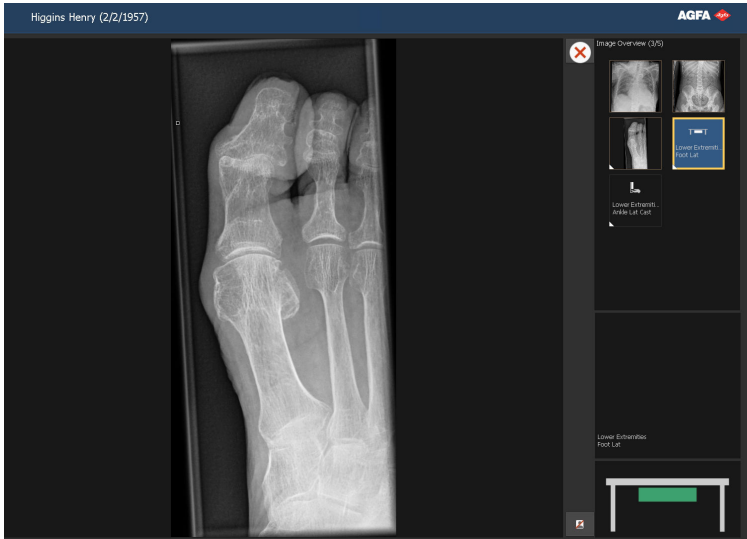 Higgins Henry (2/2/1957)
AGFA
Image Overview (3/5)
Lower Extremiti...
Foot Lat
Lower Extremiti...
Ankle Lat Cast
Lower Extremities
Foot Lat